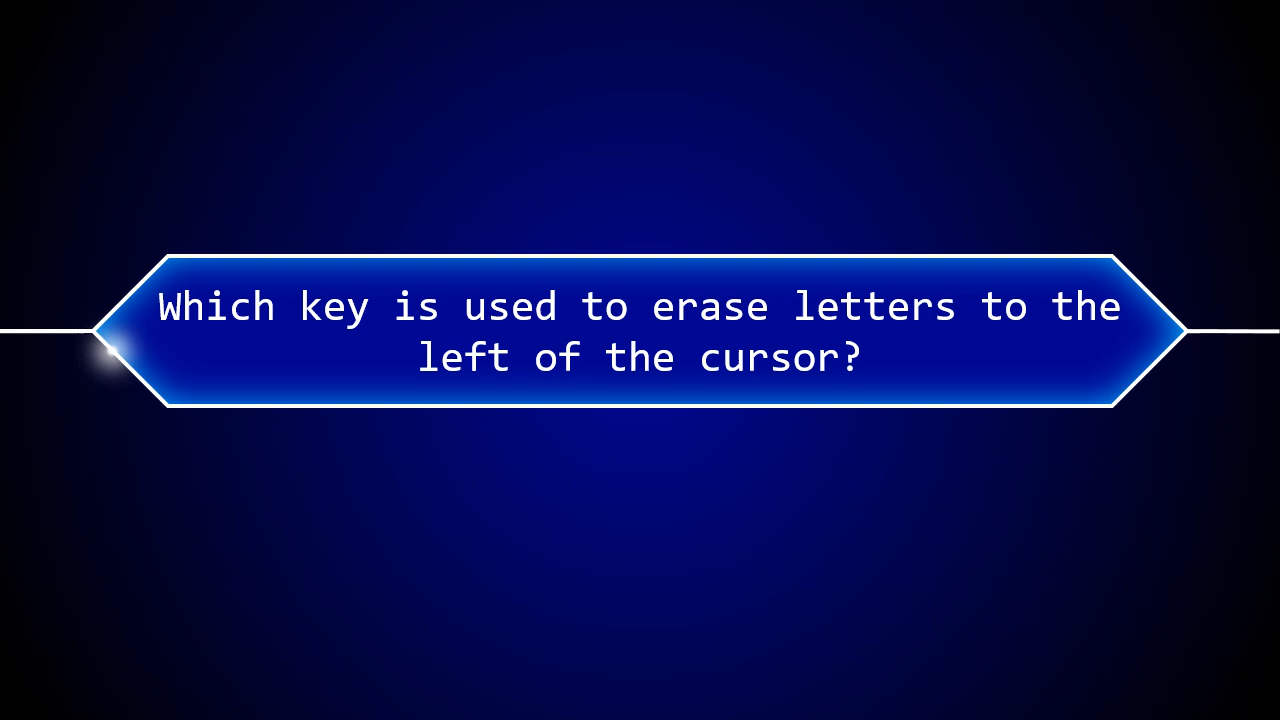 Which key is used to erase letters to the
left of the cursor?